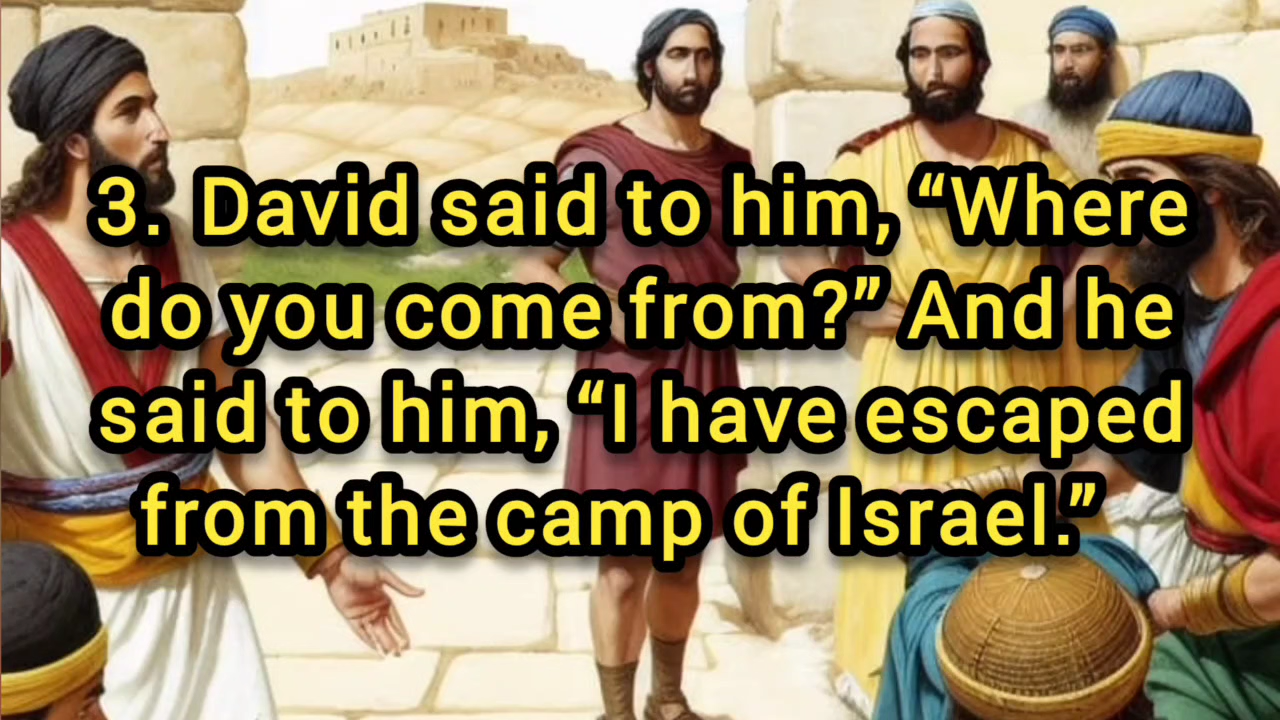 3. David said to him, “Where
do you come from?” And he
said to him, “I have escaped
from the camp of Israel.”